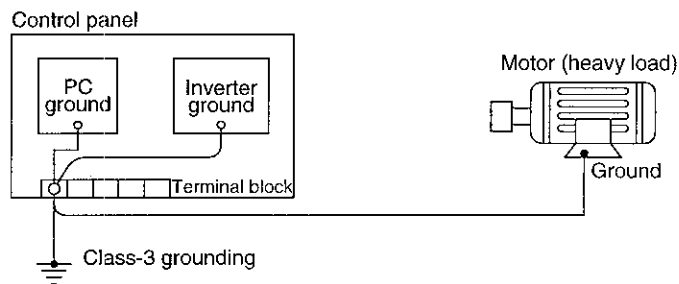 Control panel
PC
ground
Inverter
ground
Terminal block
Motor (heavy load)
Ground
Class-3 grounding